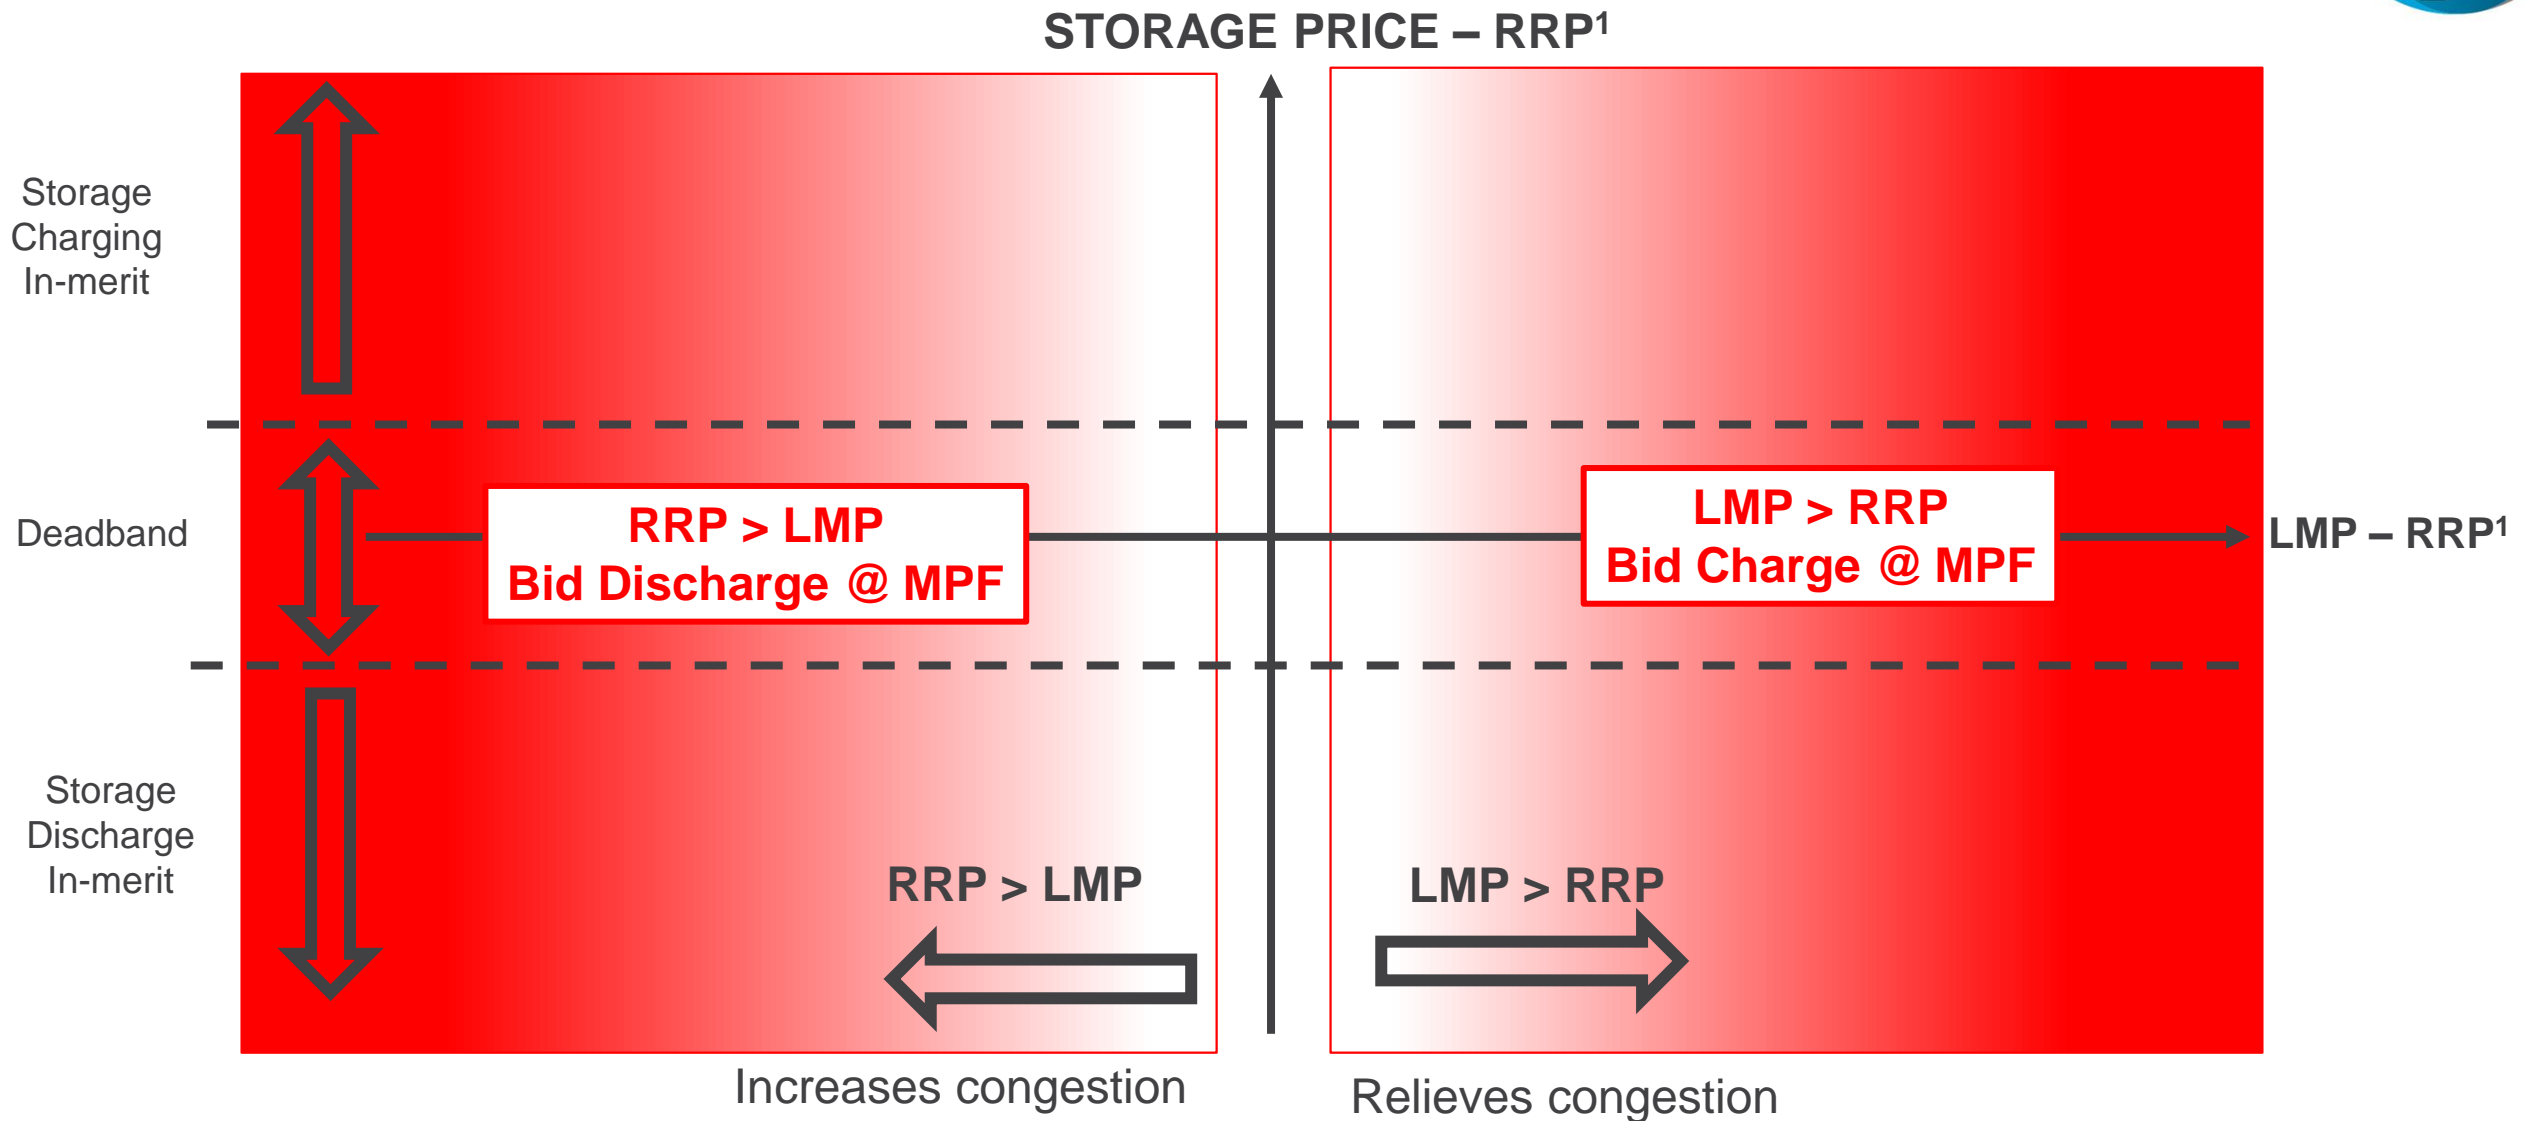 STORAGE PRICE – RRP¹
Storage
Charging
In-merit
Deadband
RRP > LMP
Bid Discharge @ MPF
LMP > RRP
Bid Charge @ MPF
LMP – RRP¹
Storage
Discharge
In-merit
RRP > LMP
LMP > RRP
Increases congestion
Relieves congestion